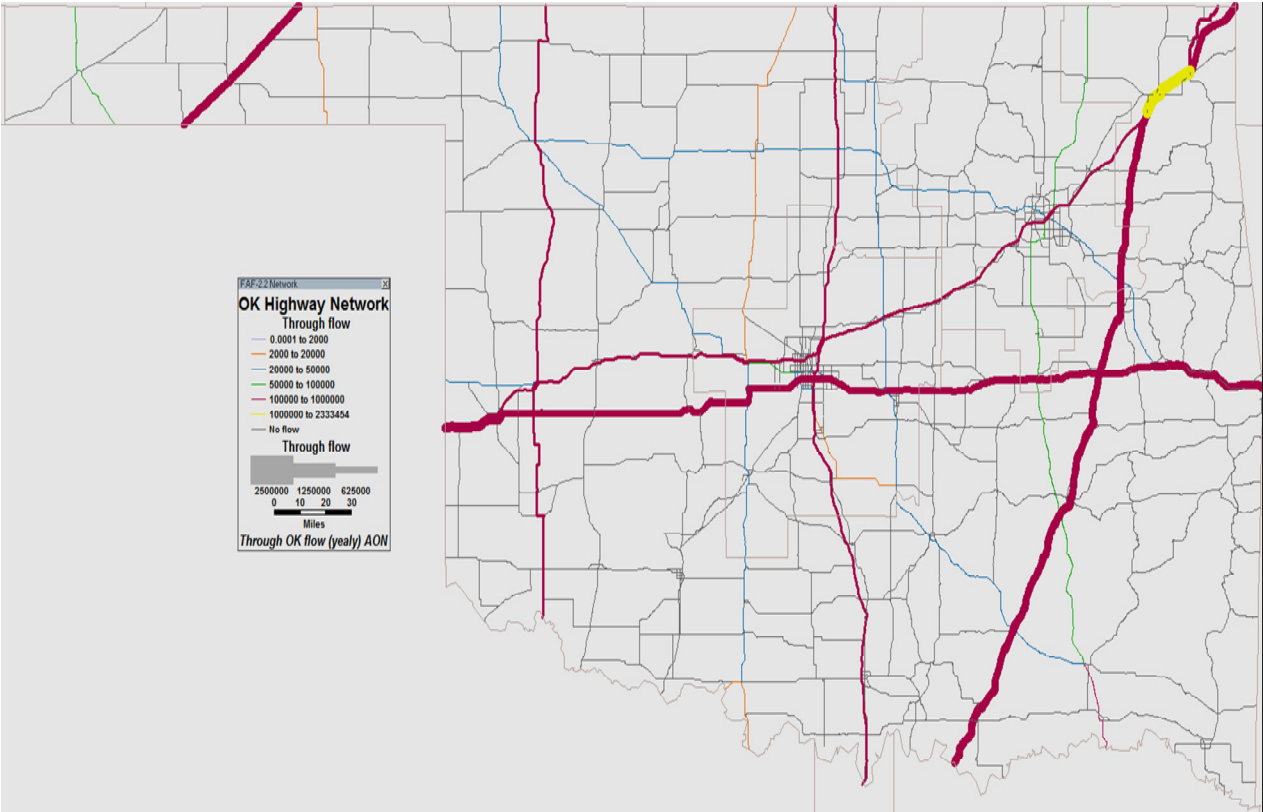 FAF-2.2 Network
OK Highway Network
Through flow
0.0001 to 2000
2000 to 20000
20000 to 50000
50000 to 100000
100000 to 1000000
1000000 to 2333454
No flow
Through flow
2500000 1250000 625000
0 10 20 30
Miles
Through OK flow (yealy) AON